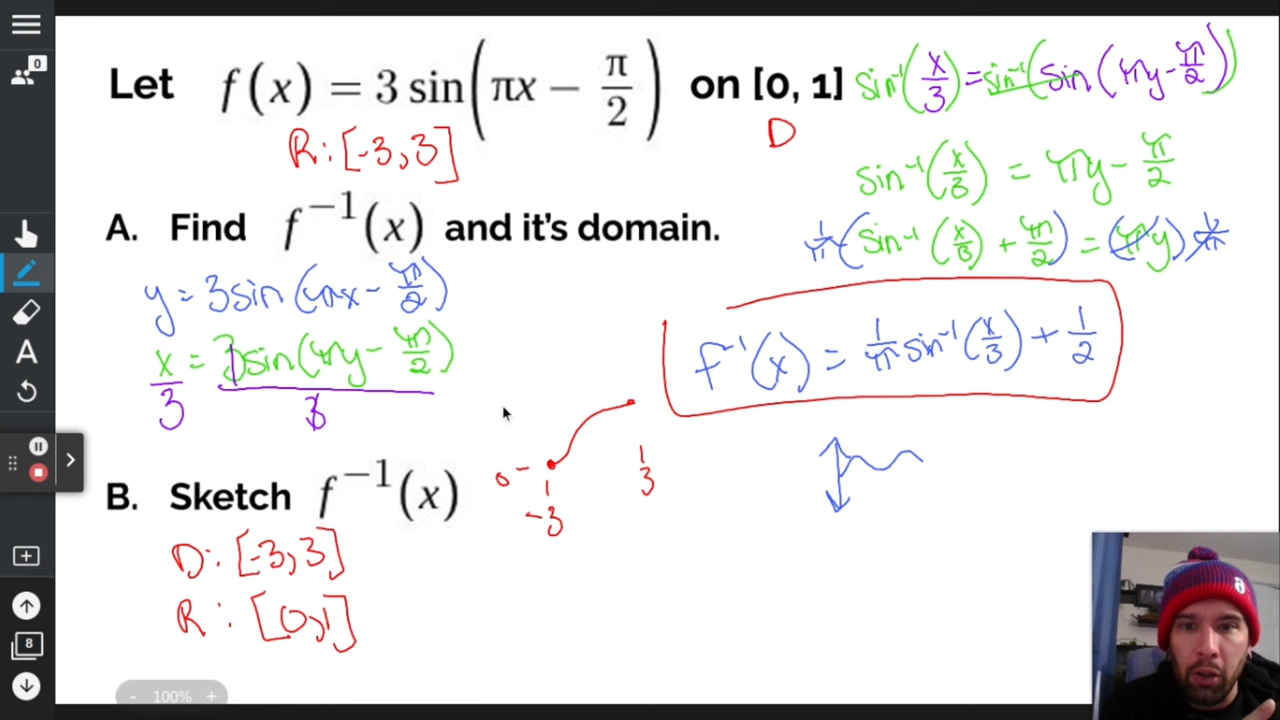 0
Let f(x) = 3 sin(πx − π/2) on [0, 1]
R: [-3, 3]
D
sin⁻¹(x/3) = sin⁻¹(sin(πy - π/2))
sin⁻¹(x/3) = πy - π/2
1/π (sin⁻¹(x/3) + π/2) = (πy) 1/π
A. Find f⁻¹(x) and it's domain.
y = 3sin(πx - π/2)
x/3 = 3sin(πy - π/2)/3
f⁻¹(x) = 1/π sin⁻¹(x/3) + 1/2
B. Sketch f⁻¹(x)
0
-3
3
D: [-3, 3]
R: [0, 1]
8
- 100% +